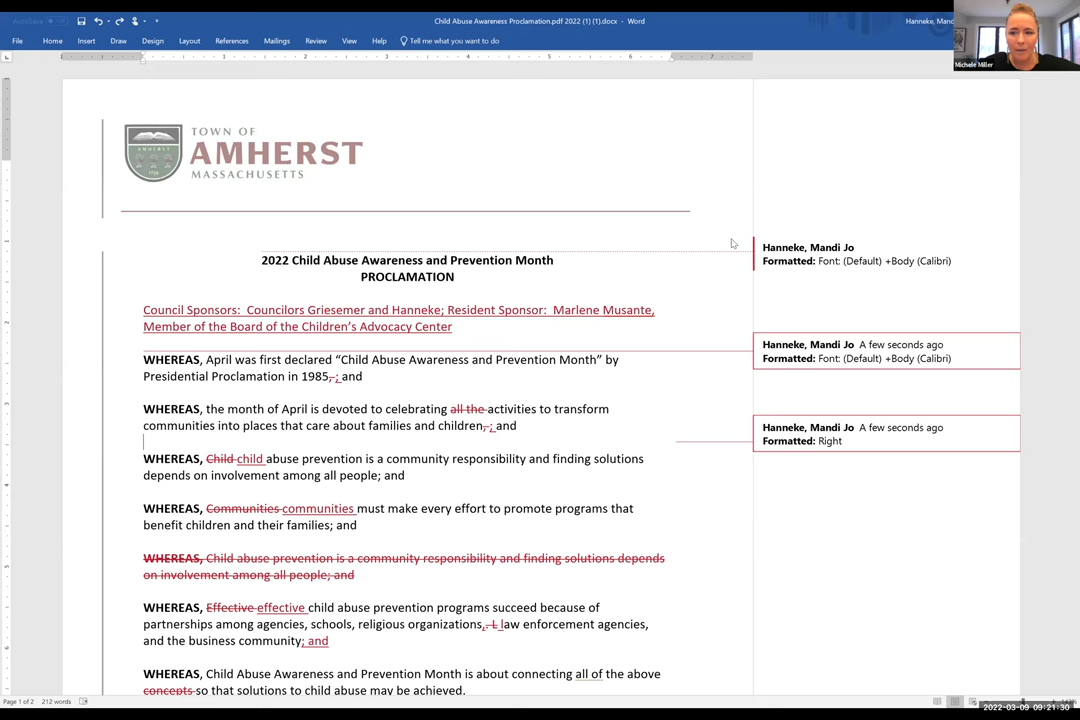 AutoSave
Child Abuse Awareness Proclamation.pdf 2022 (1) (1).docx - Word
Hanneke, Mand
File Home Insert Draw Design Layout References Mailings Review View Help Tell me what you want to do
Michele Miller
1 2 3 4 5 6 7
TOWN OF
AMHERST
MASSACHUSETTS
AMHERST
Hanneke, Mandi Jo
Formatted: Font: (Default) +Body (Calibri)
2022 Child Abuse Awareness and Prevention Month
PROCLAMATION
Council Sponsors: Councilors Griesemer and Hanneke; Resident Sponsor: Marlene Musante,
Member of the Board of the Children's Advocacy Center
Hanneke, Mandi Jo A few seconds ago
Formatted: Font: (Default) +Body (Calibri)
WHEREAS, April was first declared “Child Abuse Awareness and Prevention Month” by
Presidential Proclamation in 1985, ; and
WHEREAS, the month of April is devoted to celebrating all the activities to transform
communities into places that care about families and children, ; and
Hanneke, Mandi Jo A few seconds ago
Formatted: Right
WHEREAS, Child child abuse prevention is a community responsibility and finding solutions
depends on involvement among all people; and
WHEREAS, Communities communities must make every effort to promote programs that
benefit children and their families; and
WHEREAS, Child abuse prevention is a community responsibility and finding solutions depends
on involvement among all people; and
WHEREAS, Effective effective child abuse prevention programs succeed because of
partnerships among agencies, schools, religious organizations,. L law enforcement agencies,
and the business community; and
WHEREAS, Child Abuse Awareness and Prevention Month is about connecting all of the above
concepts so that solutions to child abuse may be achieved.
Page 1 of 2 212 words
2022-03-09 09:21:30